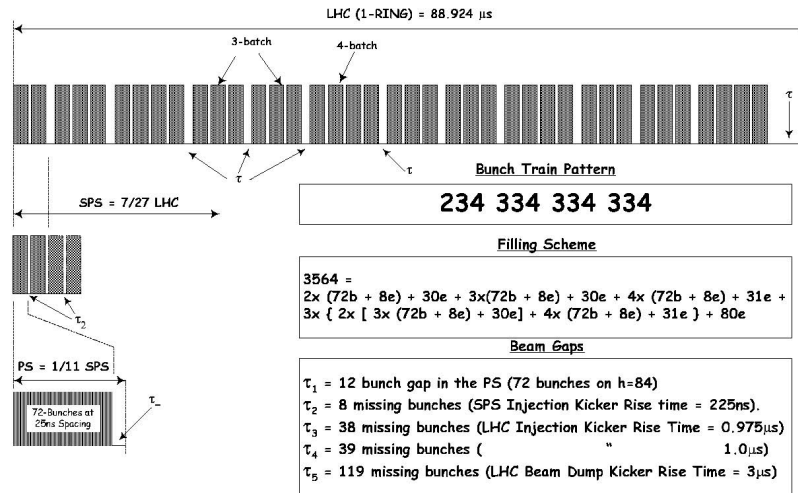 LHC (1-RING) = 88.924 μs
3-batch
4-batch
τ
τ
τ
Bunch Train Pattern
234 334 334 334
SPS = 7/27 LHC
Filling Scheme
3564 =
2x (72b + 8e) + 30e + 3x(72b + 8e) + 30e + 4x (72b + 8e) + 31e +
3x { 2x [ 3x (72b + 8e) + 30e] + 4x (72b + 8e) + 31e } + 80e
τ2
Beam Gaps
PS = 1/11 SPS
τ1 = 12 bunch gap in the PS (72 bunches on h=84)
τ2 = 8 missing bunches (SPS Injection Kicker Rise time = 225ns).
τ3 = 38 missing bunches (LHC Injection Kicker Rise Time = 0.975μs)
τ4 = 39 missing bunches ( " 1.0μs)
τ5 = 119 missing bunches (LHC Beam Dump Kicker Rise Time = 3μs)
τ
72-Bunches at
25ns Spacing